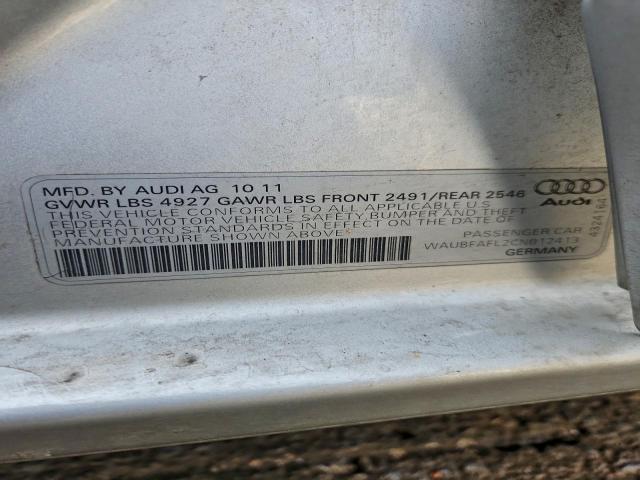 MFD. BY AUDI AG 10 11
GVWR LBS 4927 GAWR LBS FRONT 2491/REAR 2546
THIS VEHICLE CONFORMS TO ALL APPLICABLE U.S.
FEDERAL MOTOR VEHICLE SAFETY, BUMPER AND THEFT
PREVENTION STANDARDS IN EFFECT ON THE DATE OF
MANUFACTURE SHOWN ABOVE.
Audi
4324164
PASSENGER CAR
WAU8FAFL2CN012413
GERMANY